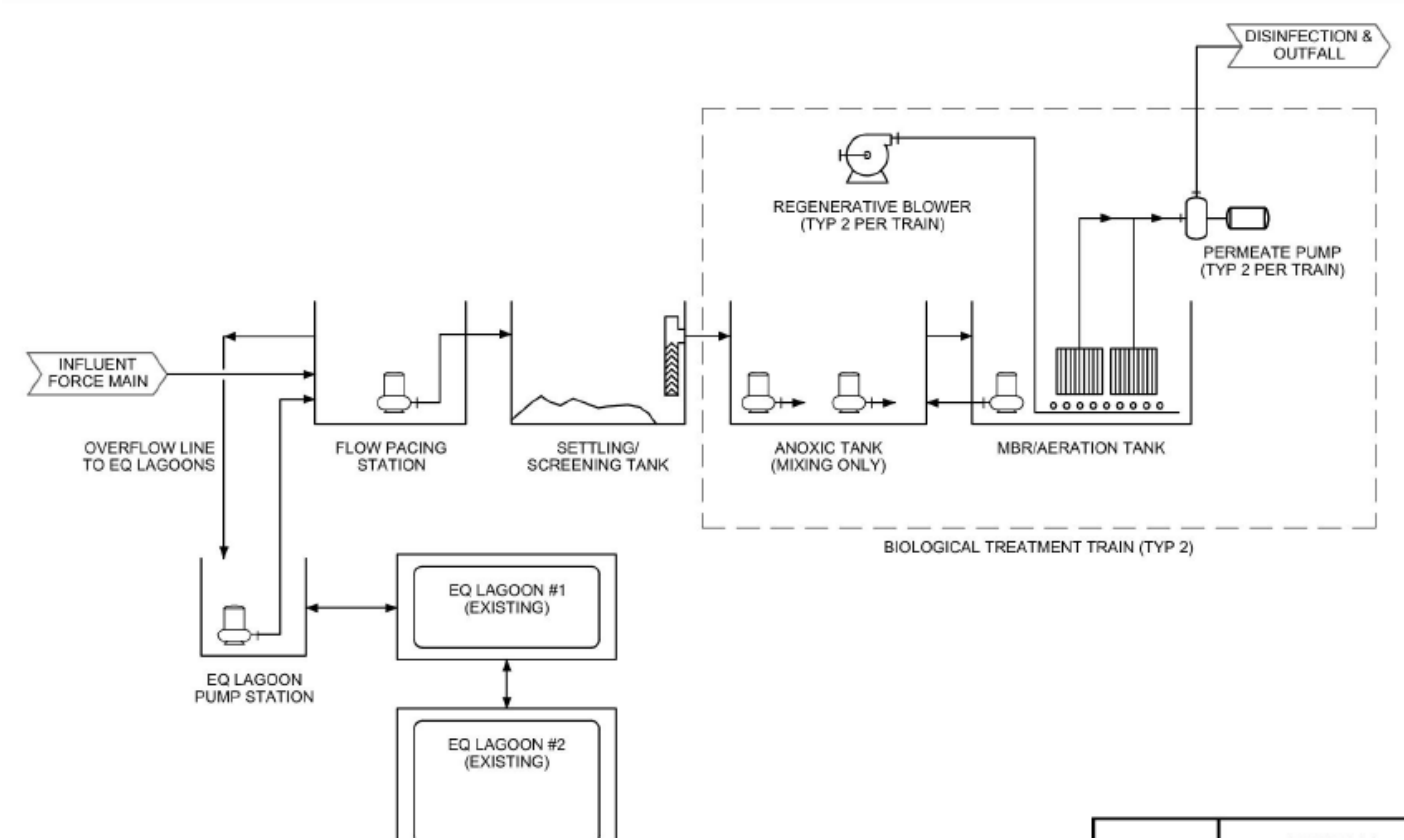 DISINFECTION &
OUTFALL
REGENERATIVE BLOWER
(TYP 2 PER TRAIN)
PERMEATE PUMP
(TYP 2 PER TRAIN)
INFLUENT
FORCE MAIN
OVERFLOW LINE
TO EQ LAGOONS
FLOW PACING
STATION
SETTLING/
SCREENING TANK
ANOXIC TANK
(MIXING ONLY)
MBR/AERATION TANK
BIOLOGICAL TREATMENT TRAIN (TYP 2)
EQ LAGOON #1
(EXISTING)
EQ LAGOON
PUMP STATION
EQ LAGOON #2
(EXISTING)